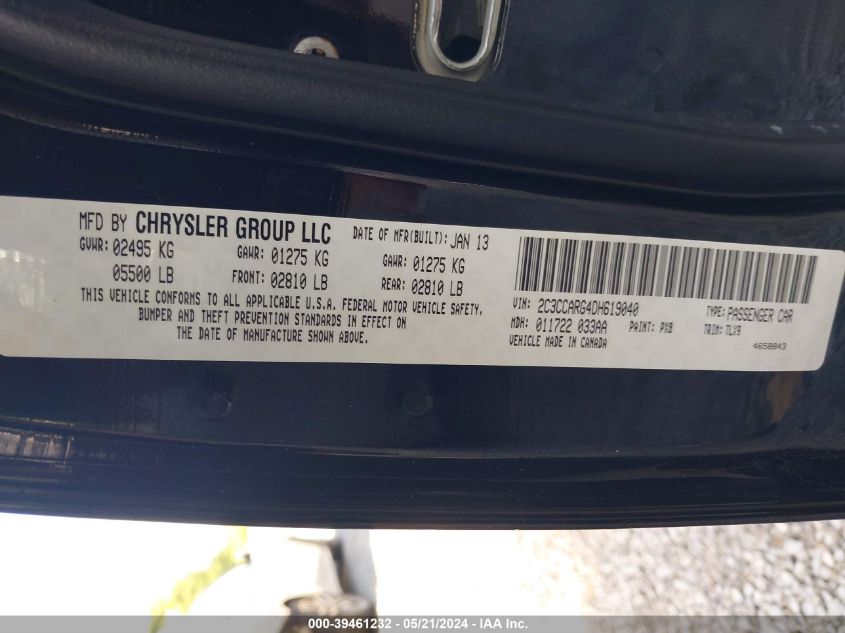 MFD BY CHRYSLER GROUP LLC DATE OF MFR(BUILT): JAN 13
GVWR: 02495 KG GAWR: 01275 KG GAWR: 01275 KG
05500 LB FRONT: 02810 LB REAR: 02810 LB
THIS VEHICLE CONFORMS TO ALL APPLICABLE U.S.A. FEDERAL MOTOR VEHICLE SAFETY,
BUMPER AND THEFT PREVENTION STANDARDS IN EFFECT ON
THE DATE OF MANUFACTURE SHOWN ABOVE.
VIN: 2C3CCARG4DH619040 TYPE: PASSENGER CAR
MDH: 011722 033AA PAINT: PX8 TRIM: TLX9
VEHICLE MADE IN CANADA 4658843
000-39461232 - 05/21/2024 - IAA Inc.